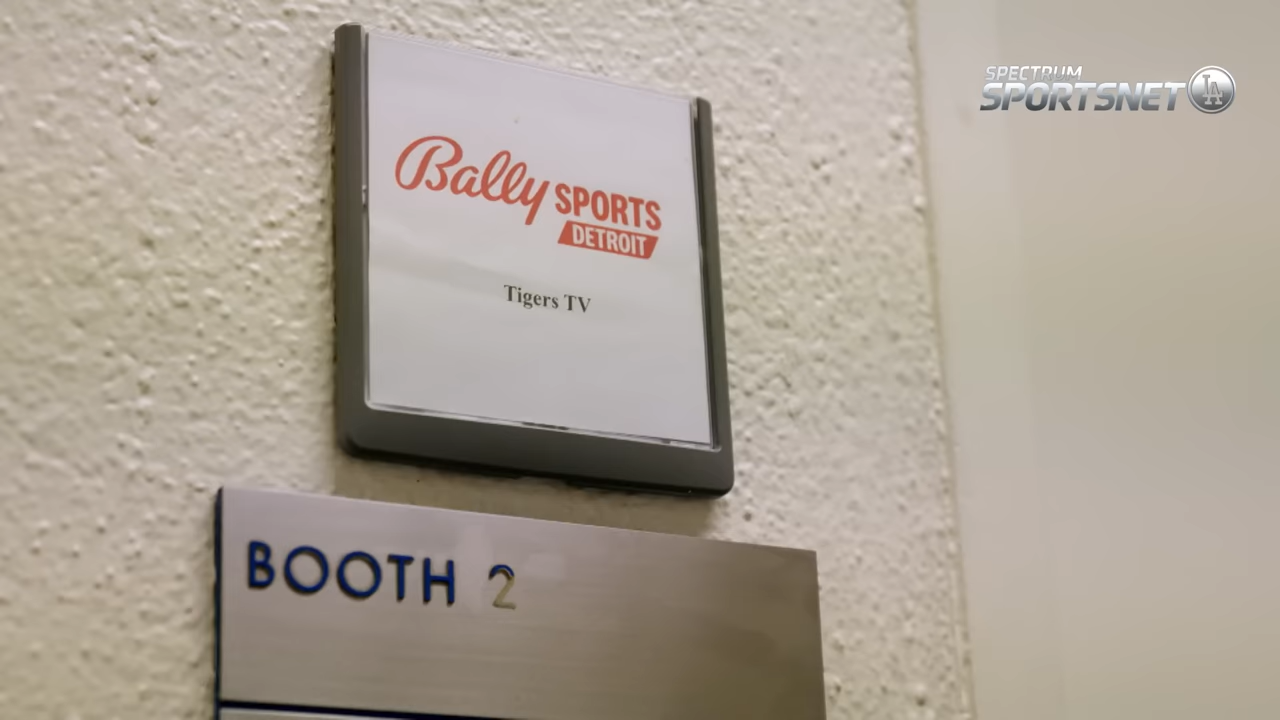 SPECTRUM
SPORTSNET LA
Bally SPORTS
DETROIT
Tigers TV
BOOTH 2